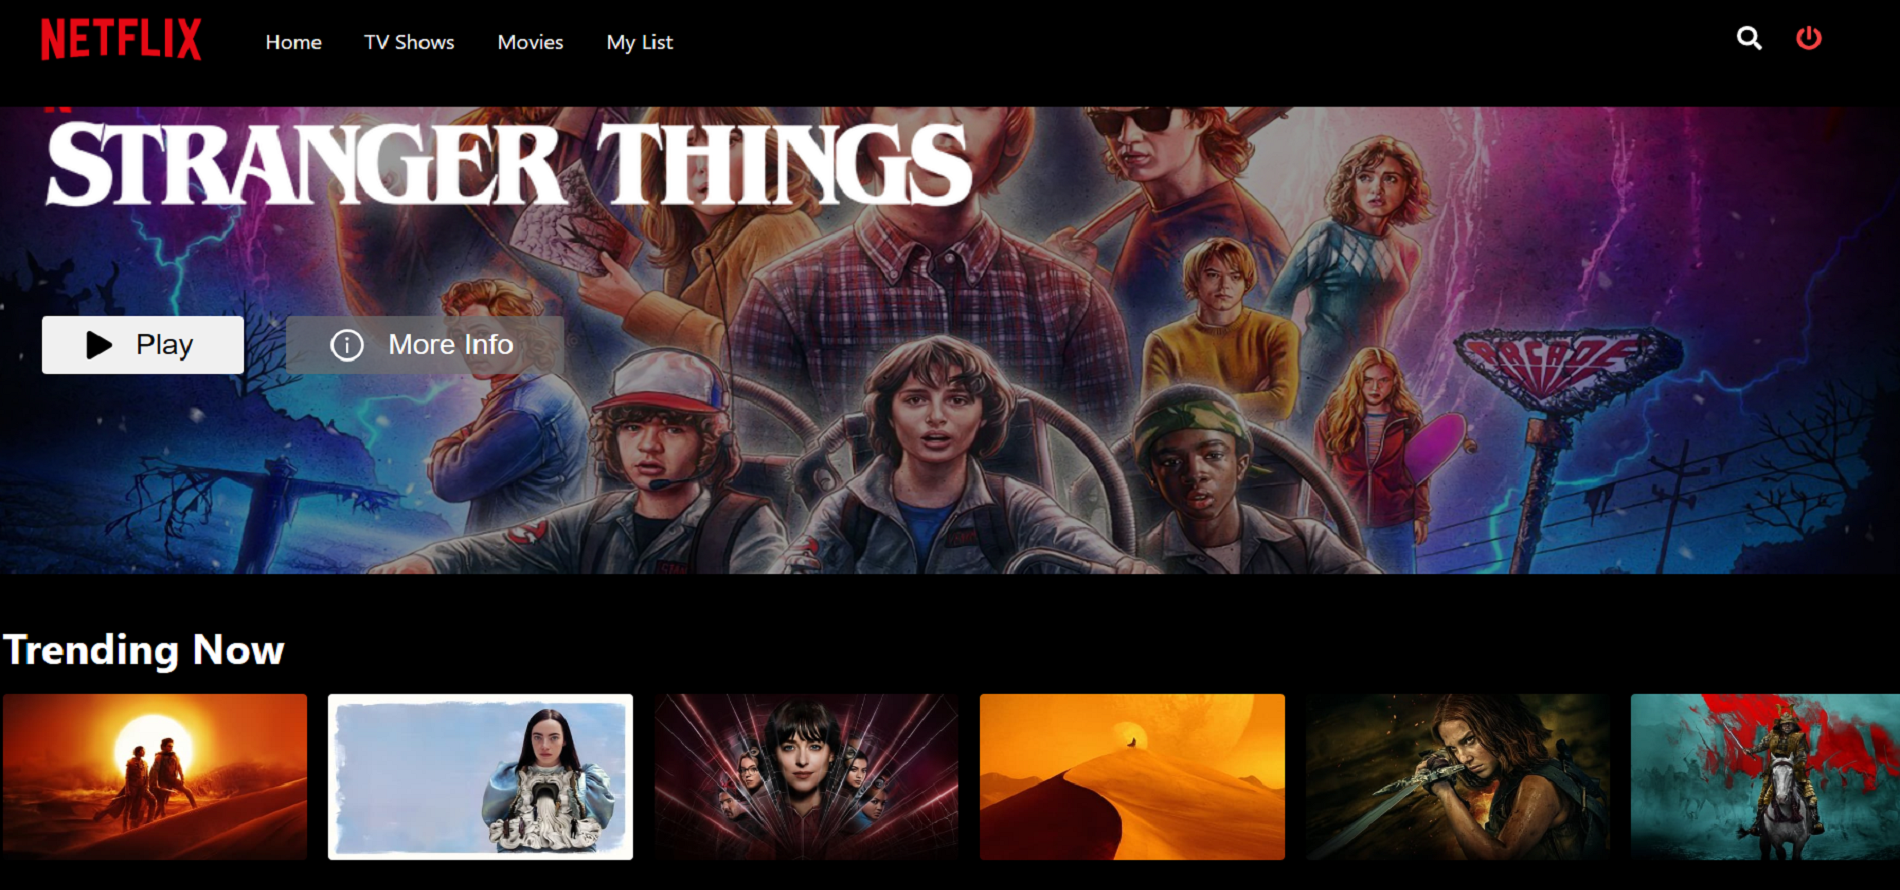 NETFLIX
Home
TV Shows
Movies
My List
STRANGER THINGS
Play
More Info
ARCADE
Trending Now